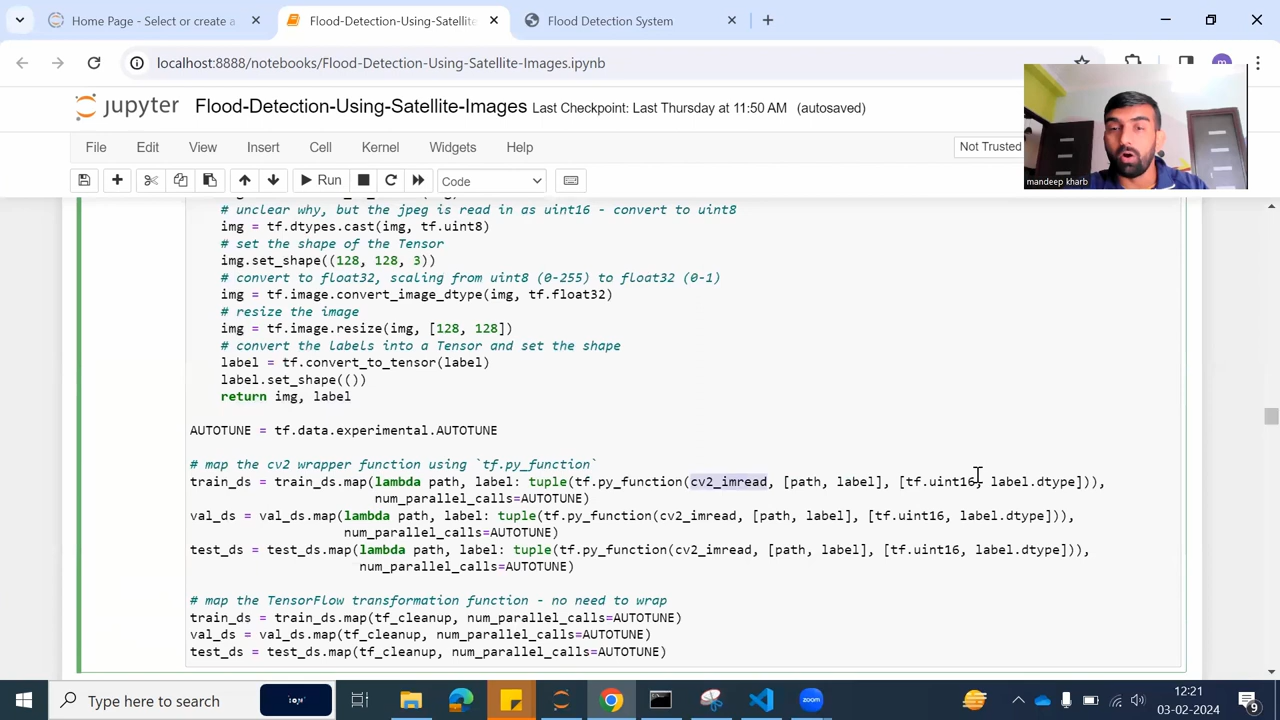 Home Page - Select or create a
Flood-Detection-Using-Satellite
Flood Detection System
localhost:8888/notebooks/Flood-Detection-Using-Satellite-Images.ipynb
jupyter Flood-Detection-Using-Satellite-Images Last Checkpoint: Last Thursday at 11:50 AM (autosaved)
File Edit View Insert Cell Kernel Widgets Help
Not Trusted
mandeep kharb
Run
Code
# unclear why, but the jpeg is read in as uint16 - convert to uint8
img = tf.dtypes.cast(img, tf.uint8)
# set the shape of the Tensor
img.set_shape((128, 128, 3))
# convert to float32, scaling from uint8 (0-255) to float32 (0-1)
img = tf.image.convert_image_dtype(img, tf.float32)
# resize the image
img = tf.image.resize(img, [128, 128])
# convert the labels into a Tensor and set the shape
label = tf.convert_to_tensor(label)
label.set_shape(())
return img, label
AUTOTUNE = tf.data.experimental.AUTOTUNE
# map the cv2 wrapper function using `tf.py_function`
train_ds = train_ds.map(lambda path, label: tuple(tf.py_function(cv2_imread, [path, label], [tf.uint16, label.dtype])),
num_parallel_calls=AUTOTUNE)
val_ds = val_ds.map(lambda path, label: tuple(tf.py_function(cv2_imread, [path, label], [tf.uint16, label.dtype])),
num_parallel_calls=AUTOTUNE)
test_ds = test_ds.map(lambda path, label: tuple(tf.py_function(cv2_imread, [path, label], [tf.uint16, label.dtype])),
num_parallel_calls=AUTOTUNE)
# map the TensorFlow transformation function - no need to wrap
train_ds = train_ds.map(tf_cleanup, num_parallel_calls=AUTOTUNE)
val_ds = val_ds.map(tf_cleanup, num_parallel_calls=AUTOTUNE)
test_ds = test_ds.map(tf_cleanup, num_parallel_calls=AUTOTUNE)
Type here to search
zoom
12:21
03-02-2024
9